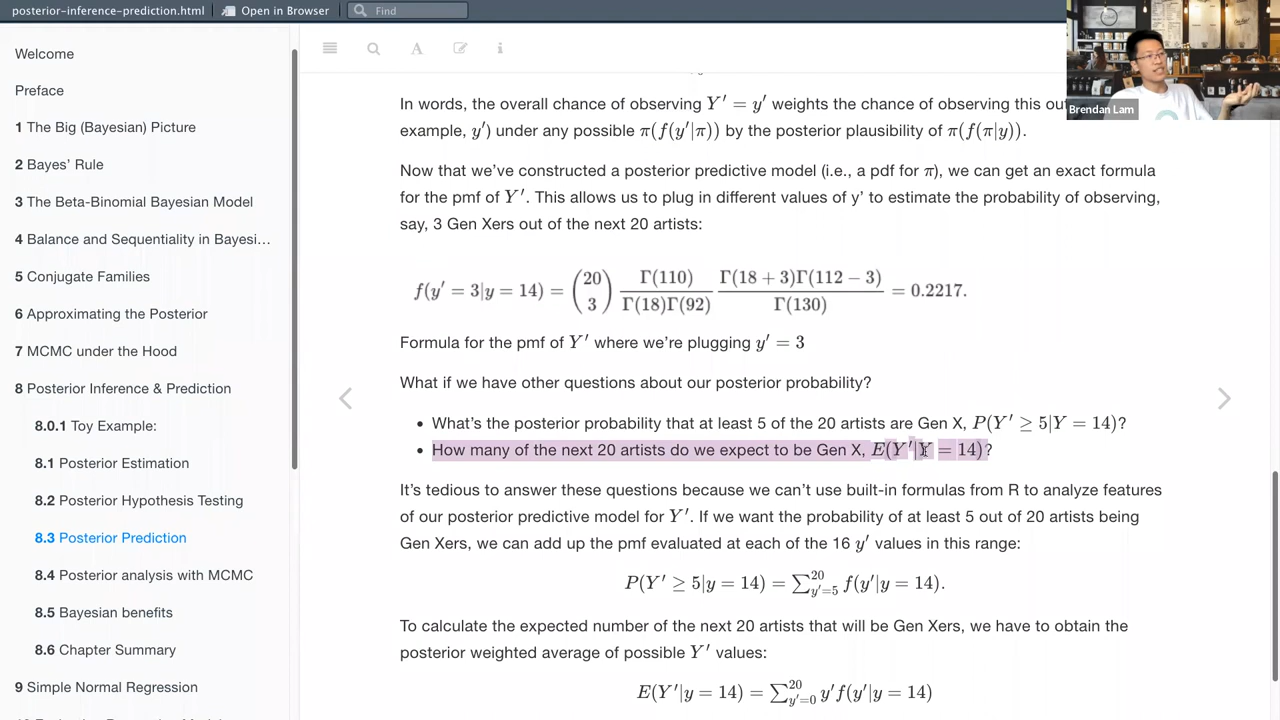 posterior-inference-prediction.html
Open in Browser
Find
Welcome
Preface
1 The Big (Bayesian) Picture
2 Bayes' Rule
3 The Beta-Binomial Bayesian Model
4 Balance and Sequentiality in Bayesi…
5 Conjugate Families
6 Approximating the Posterior
7 MCMC under the Hood
8 Posterior Inference & Prediction
8.0.1 Toy Example:
8.1 Posterior Estimation
8.2 Posterior Hypothesis Testing
8.3 Posterior Prediction
8.4 Posterior analysis with MCMC
8.5 Bayesian benefits
8.6 Chapter Summary
9 Simple Normal Regression
In words, the overall chance of observing Y′ = y′ weights the chance of observing this
example, y′) under any possible π(f(y′|π)) by the posterior plausibility of π(f(π|y)).
Now that we've constructed a posterior predictive model (i.e., a pdf for π), we can get an exact formula
for the pmf of Y′. This allows us to plug in different values of y' to estimate the probability of observing,
say, 3 Gen Xers out of the next 20 artists:
f(y′ = 3|y = 14) = (20 3) Γ(110) / Γ(18)Γ(92) Γ(18 + 3)Γ(112 − 3) / Γ(130) = 0.2217.
Formula for the pmf of Y′ where we're plugging y′ = 3
What if we have other questions about our posterior probability?
• What's the posterior probability that at least 5 of the 20 artists are Gen X, P(Y′ ≥ 5|Y = 14)?
• How many of the next 20 artists do we expect to be Gen X, E(Y′|Y = 14)?
It's tedious to answer these questions because we can't use built-in formulas from R to analyze features
of our posterior predictive model for Y′. If we want the probability of at least 5 out of 20 artists being
Gen Xers, we can add up the pmf evaluated at each of the 16 y′ values in this range:
P(Y′ ≥ 5|y = 14) = ∑²⁰y′=5 f(y′|y = 14).
To calculate the expected number of the next 20 artists that will be Gen Xers, we have to obtain the
posterior weighted average of possible Y′ values:
E(Y′|y = 14) = ∑²⁰y′=0 y′f(y′|y = 14)
Brendan Lam